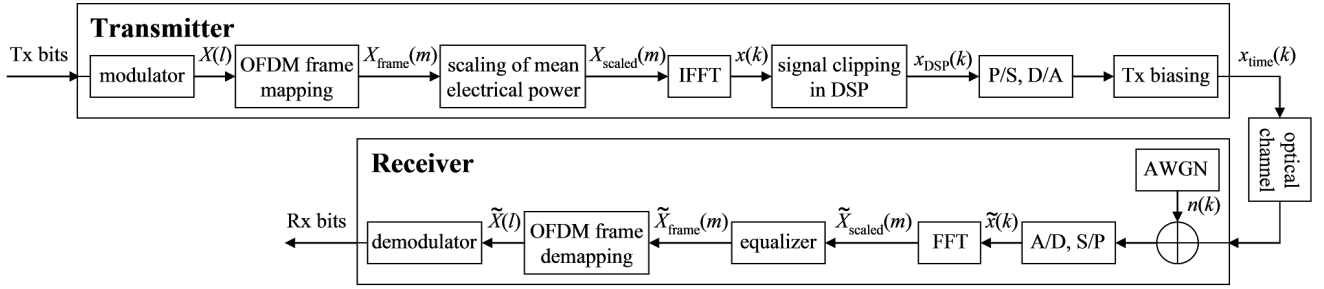 Transmitter
Tx bits
modulator
X(l)
OFDM frame
mapping
X_frame(m)
scaling of mean
electrical power
X_scaled(m)
IFFT
x(k)
signal clipping
in DSP
x_DSP(k)
P/S, D/A
Tx biasing
x_time(k)
optical
channel
Receiver
AWGN
n(k)
A/D, S/P
x̃(k)
FFT
X̃_scaled(m)
equalizer
X̃_frame(m)
OFDM frame
demapping
X̃(l)
demodulator
Rx bits